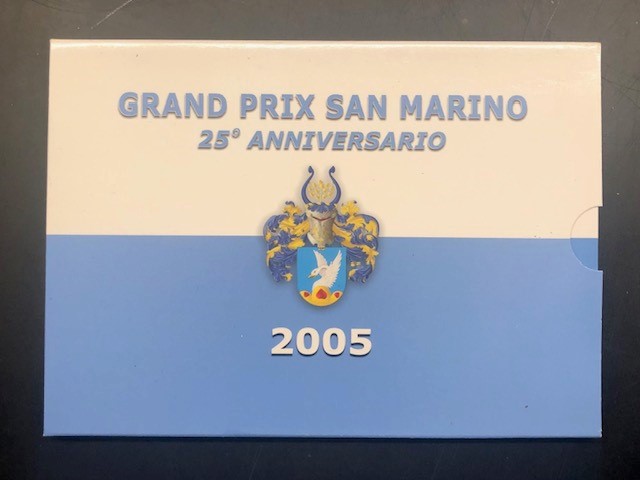 GRAND PRIX SAN MARINO
25° ANNIVERSARIO
2005